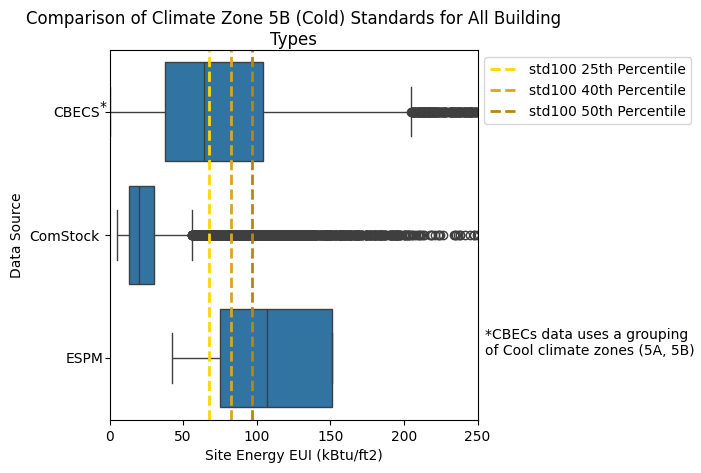 Comparison of Climate Zone 5B (Cold) Standards for All Building
Types
std100 25th Percentile
std100 40th Percentile
std100 50th Percentile
CBECS*
ComStock
ESPM
Data Source
*CBECs data uses a grouping
of Cool climate zones (5A, 5B)
0 50 100 150 200 250
Site Energy EUI (kBtu/ft2)